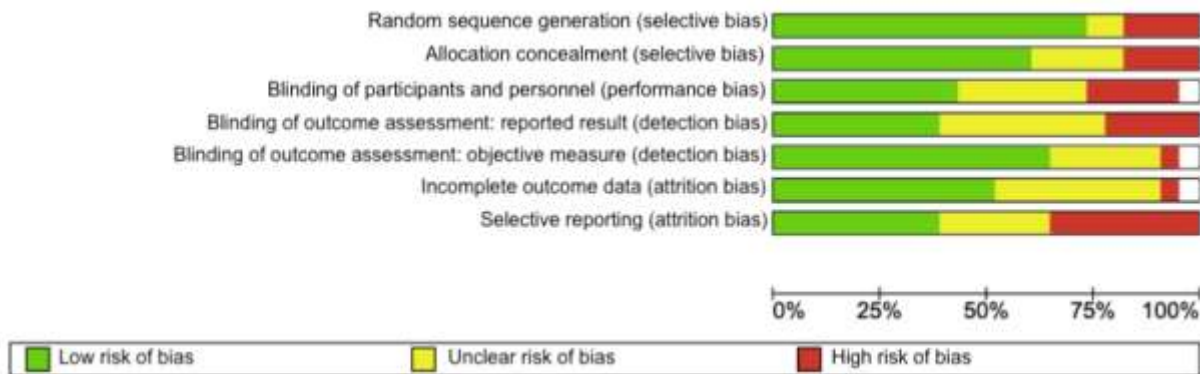 Random sequence generation (selective bias)
Allocation concealment (selective bias)
Blinding of participants and personnel (performance bias)
Blinding of outcome assessment: reported result (detection bias)
Blinding of outcome assessment: objective measure (detection bias)
Incomplete outcome data (attrition bias)
Selective reporting (attrition bias)
0% 25% 50% 75% 100%
Low risk of bias Unclear risk of bias High risk of bias